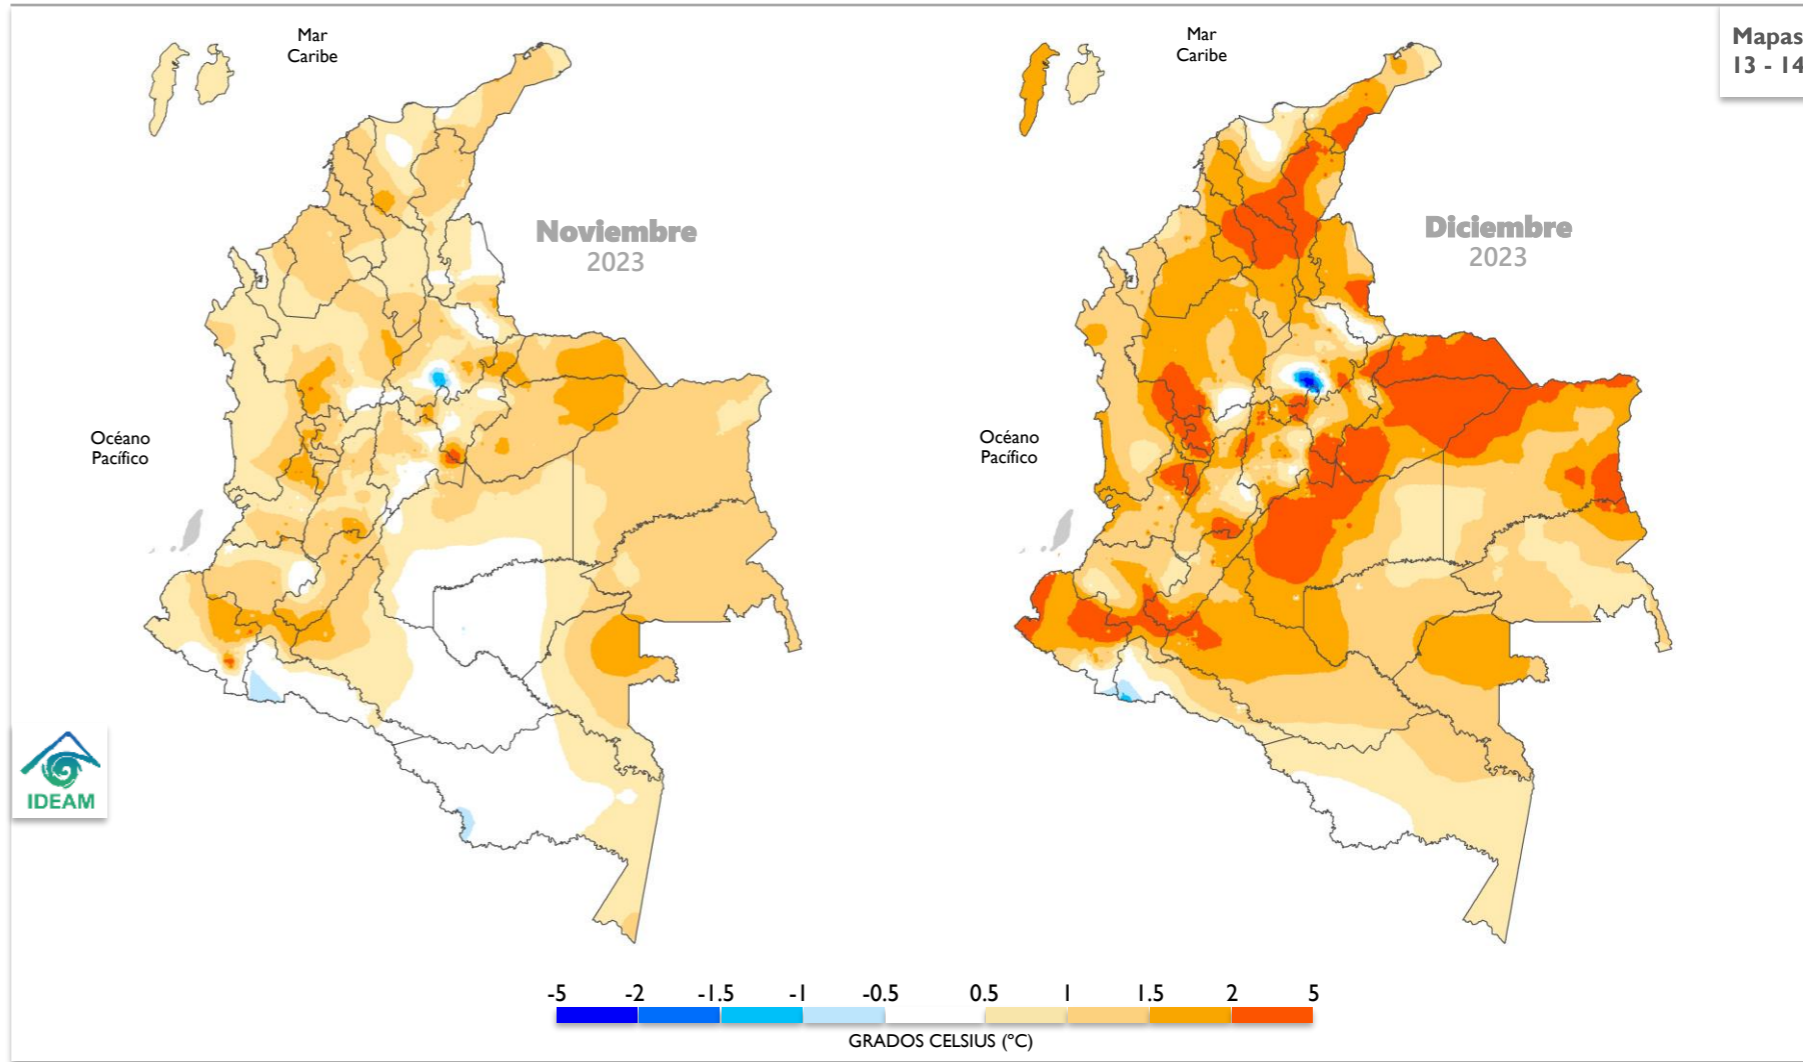 Mapas
13 - 14
Mar
Caribe
Noviembre
2023
Océano
Pacífico
Mar
Caribe
Diciembre
2023
Océano
Pacífico
IDEAM
-5 -2 -1.5 -1 -0.5 0.5 1 1.5 2 5
GRADOS CELSIUS (°C)